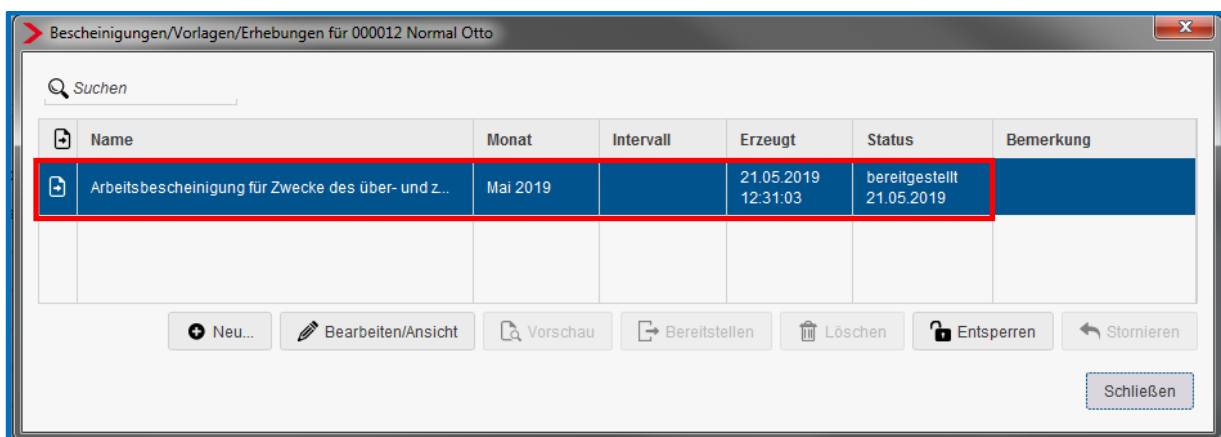 Bescheinigungen/Vorlagen/Erhebungen für 000012 Normal Otto
Suchen
Name Monat Intervall Erzeugt Status Bemerkung
Arbeitsbescheinigung für Zwecke des über- und z... Mai 2019 21.05.2019 12:31:03 bereitgestellt 21.05.2019
Neu... Bearbeiten/Ansicht Vorschau Bereitstellen Löschen Entsperren Stornieren
Schließen